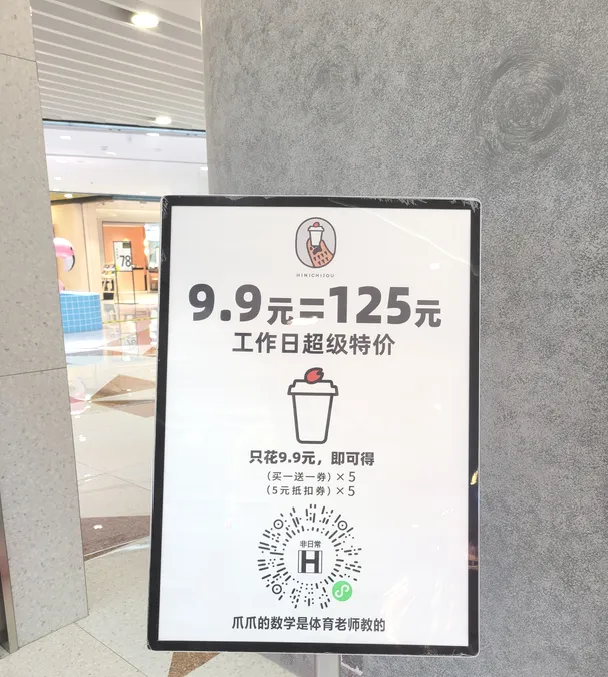 HINICHIJOU
9.9元=125元
工作日超级特价
只花9.9元，即可得
（买一送一券）×5
（5元抵扣券）×5
非日常
H
爪爪的数学是体育老师教的
78